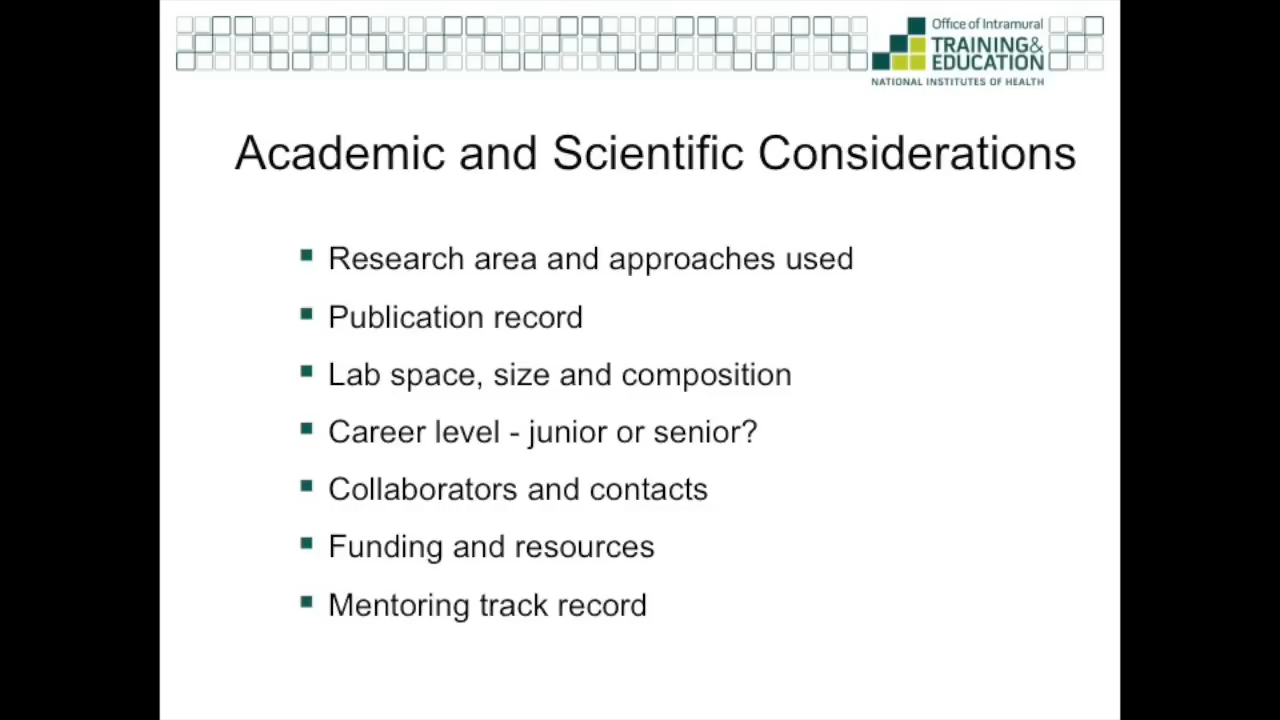 Office of Intramural
TRAINING&
EDUCATION
NATIONAL INSTITUTES OF HEALTH
Academic and Scientific Considerations
Research area and approaches used
Publication record
Lab space, size and composition
Career level - junior or senior?
Collaborators and contacts
Funding and resources
Mentoring track record